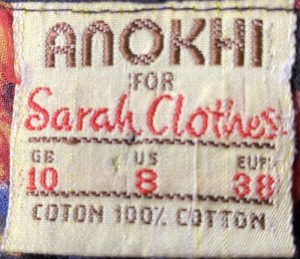 ANOKHI
FOR
Sarah Clothes
GB US EUR
10 8 38
COTON 100% COTTON